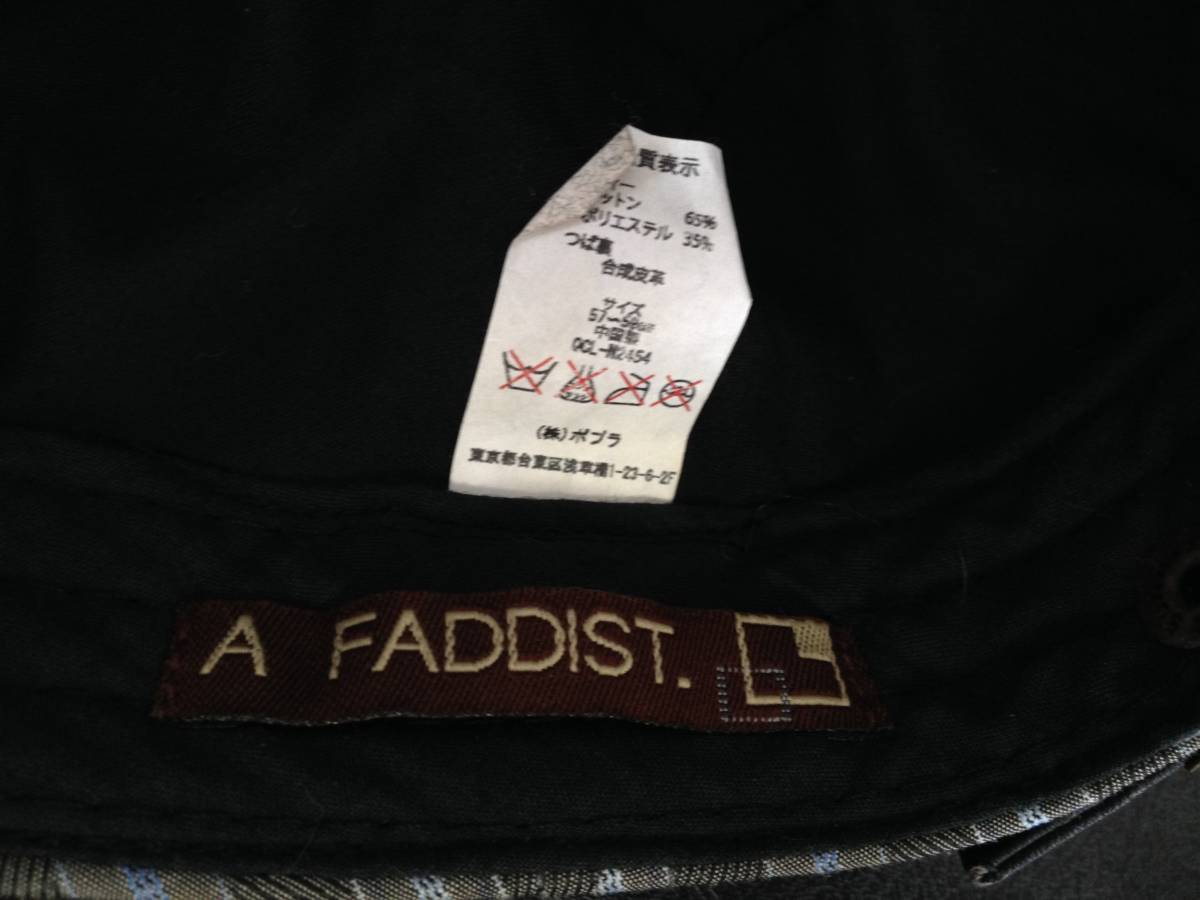 質表示
ットン 65%
ポリエステル 35%
つば裏
合成皮革
サイズ
中国製
QCL-N2454
(株)ポプラ
東京都台東区浅草橋1-23-6-2F
A FADDIST.